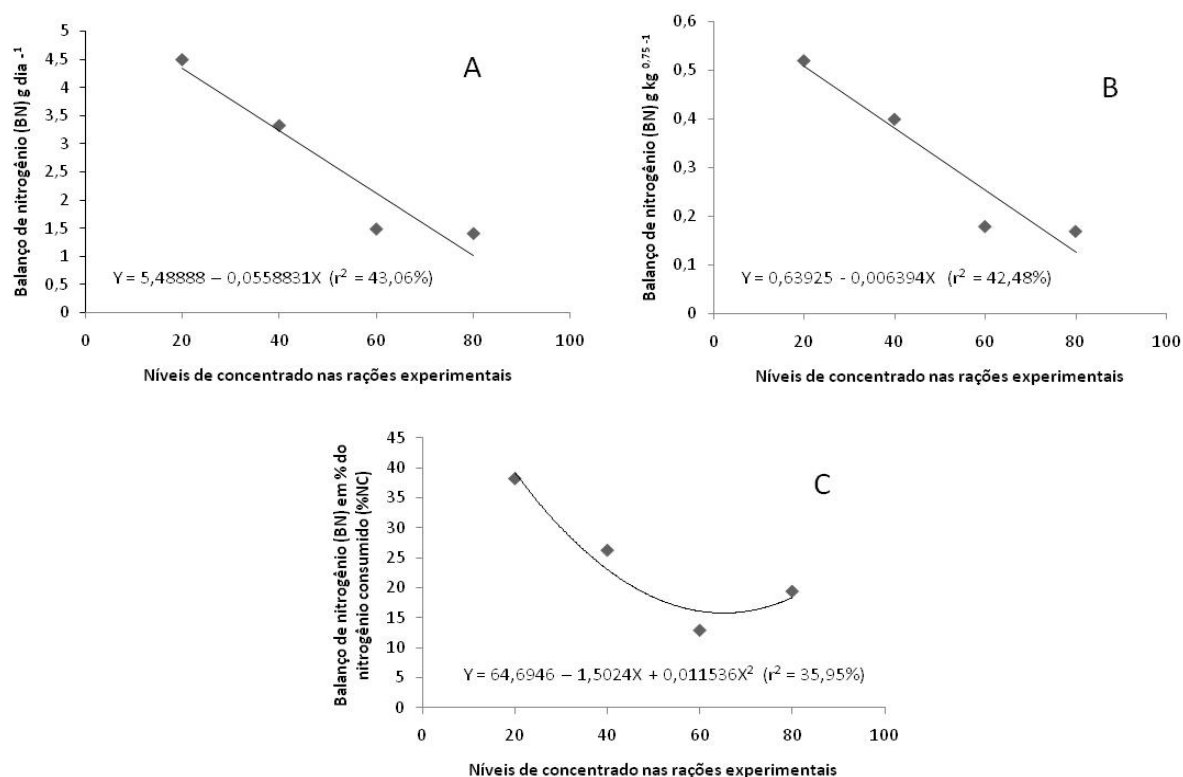 Balanço de nitrogênio (BN) g dia -¹
5
4,5
4
3,5
3
2,5
2
1,5
1
0,5
0
A
Y = 5,48888 – 0,0558831X (r² = 43,06%)
0 20 40 60 80 100
Níveis de concentrado nas rações experimentais
Balanço de nitrogênio (BN) g kg ⁰,⁷⁵ ⁻¹
0,6
0,5
0,4
0,3
0,2
0,1
0
B
Y = 0,63925 - 0,006394X (r² = 42,48%)
0 20 40 60 80 100
Níveis de concentrado nas rações experimentais
Balanço de nitrogênio (BN) em % do
nitrogênio consumido (%NC)
45
40
35
30
25
20
15
10
5
0
C
Y = 64,6946 – 1,5024X + 0,011536X² (r² = 35,95%)
0 20 40 60 80 100
Níveis de concentrado nas rações experimentais